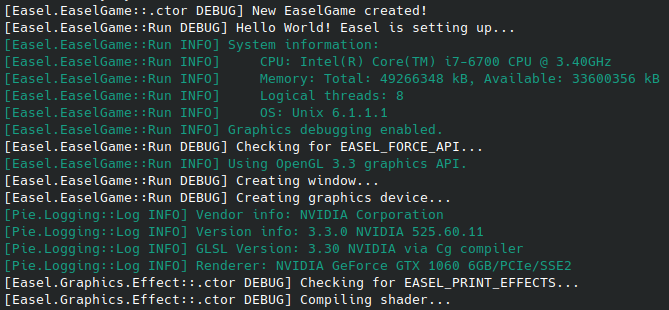 [Easel.EaselGame::.ctor DEBUG] New EaselGame created!
[Easel.EaselGame::Run DEBUG] Hello World! Easel is setting up...
[Easel.EaselGame::Run INFO] System information:
[Easel.EaselGame::Run INFO]     CPU: Intel(R) Core(TM) i7-6700 CPU @ 3.40GHz
[Easel.EaselGame::Run INFO]     Memory: Total: 49266348 kB, Available: 33600356 kB
[Easel.EaselGame::Run INFO]     Logical threads: 8
[Easel.EaselGame::Run INFO]     OS: Unix 6.1.1.1
[Easel.EaselGame::Run INFO] Graphics debugging enabled.
[Easel.EaselGame::Run DEBUG] Checking for EASEL_FORCE_API...
[Easel.EaselGame::Run INFO] Using OpenGL 3.3 graphics API.
[Easel.EaselGame::Run DEBUG] Creating window...
[Easel.EaselGame::Run DEBUG] Creating graphics device...
[Pie.Logging::Log INFO] Vendor info: NVIDIA Corporation
[Pie.Logging::Log INFO] Version info: 3.3.0 NVIDIA 525.60.11
[Pie.Logging::Log INFO] GLSL Version: 3.30 NVIDIA via Cg compiler
[Pie.Logging::Log INFO] Renderer: NVIDIA GeForce GTX 1060 6GB/PCIe/SSE2
[Easel.Graphics.Effect::.ctor DEBUG] Checking for EASEL_PRINT_EFFECTS...
[Easel.Graphics.Effect::.ctor DEBUG] Compiling shader...